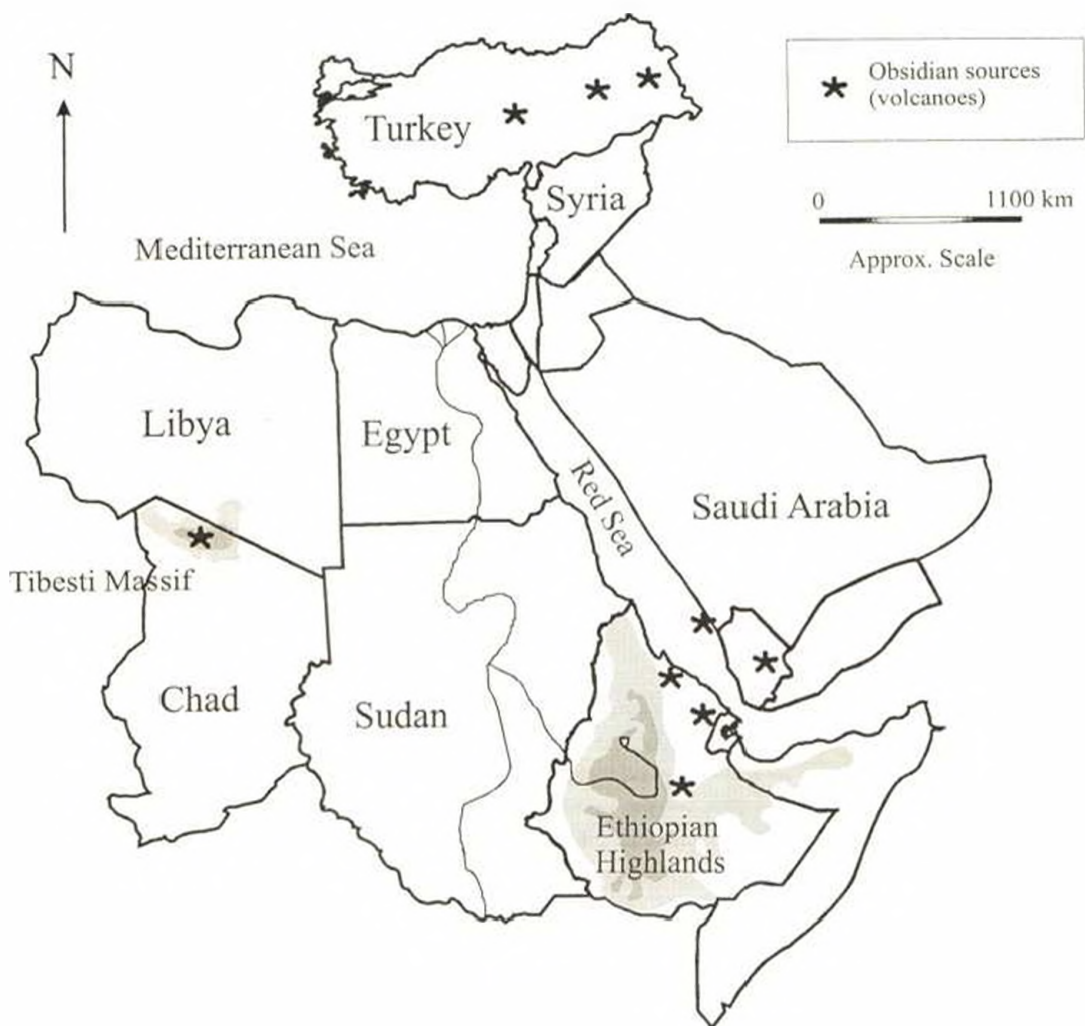 N
Obsidian sources
(volcanoes)
Turkey
Syria
0 1100 km
Approx. Scale
Mediterranean Sea
Libya
Egypt
Red Sea
Saudi Arabia
Tibesti Massif
Chad
Sudan
Ethiopian
Highlands